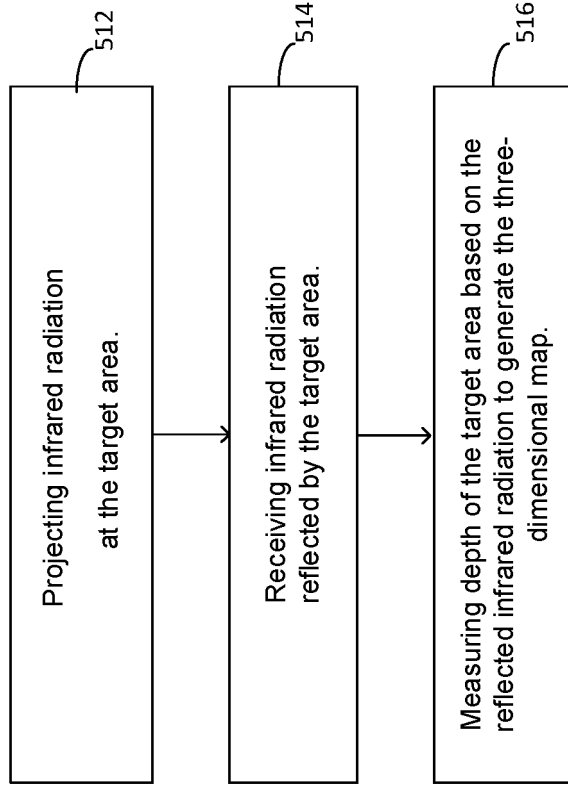 Projecting infrared radiation
at the target area.
512
Receiving infrared radiation
reflected by the target area.
514
Measuring depth of the target area based on the
reflected infrared radiation to generate the three-
dimensional map.
516